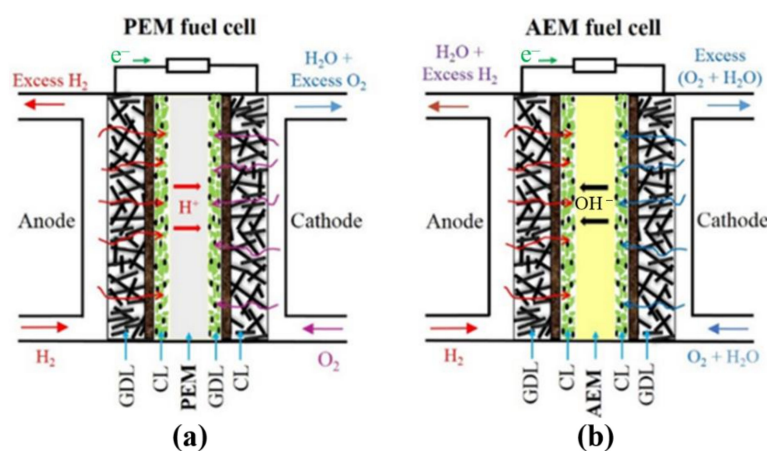 PEM fuel cell
e⁻
Excess H₂
H₂O +
Excess O₂
Anode
H⁺
Cathode
H₂
O₂
GDL
CL
PEM
GDL
CL
(a)
AEM fuel cell
e⁻
H₂O +
Excess H₂
Excess
(O₂ + H₂O)
Anode
OH⁻
Cathode
H₂
O₂ + H₂O
GDL
CL
AEM
CL
GDL
(b)